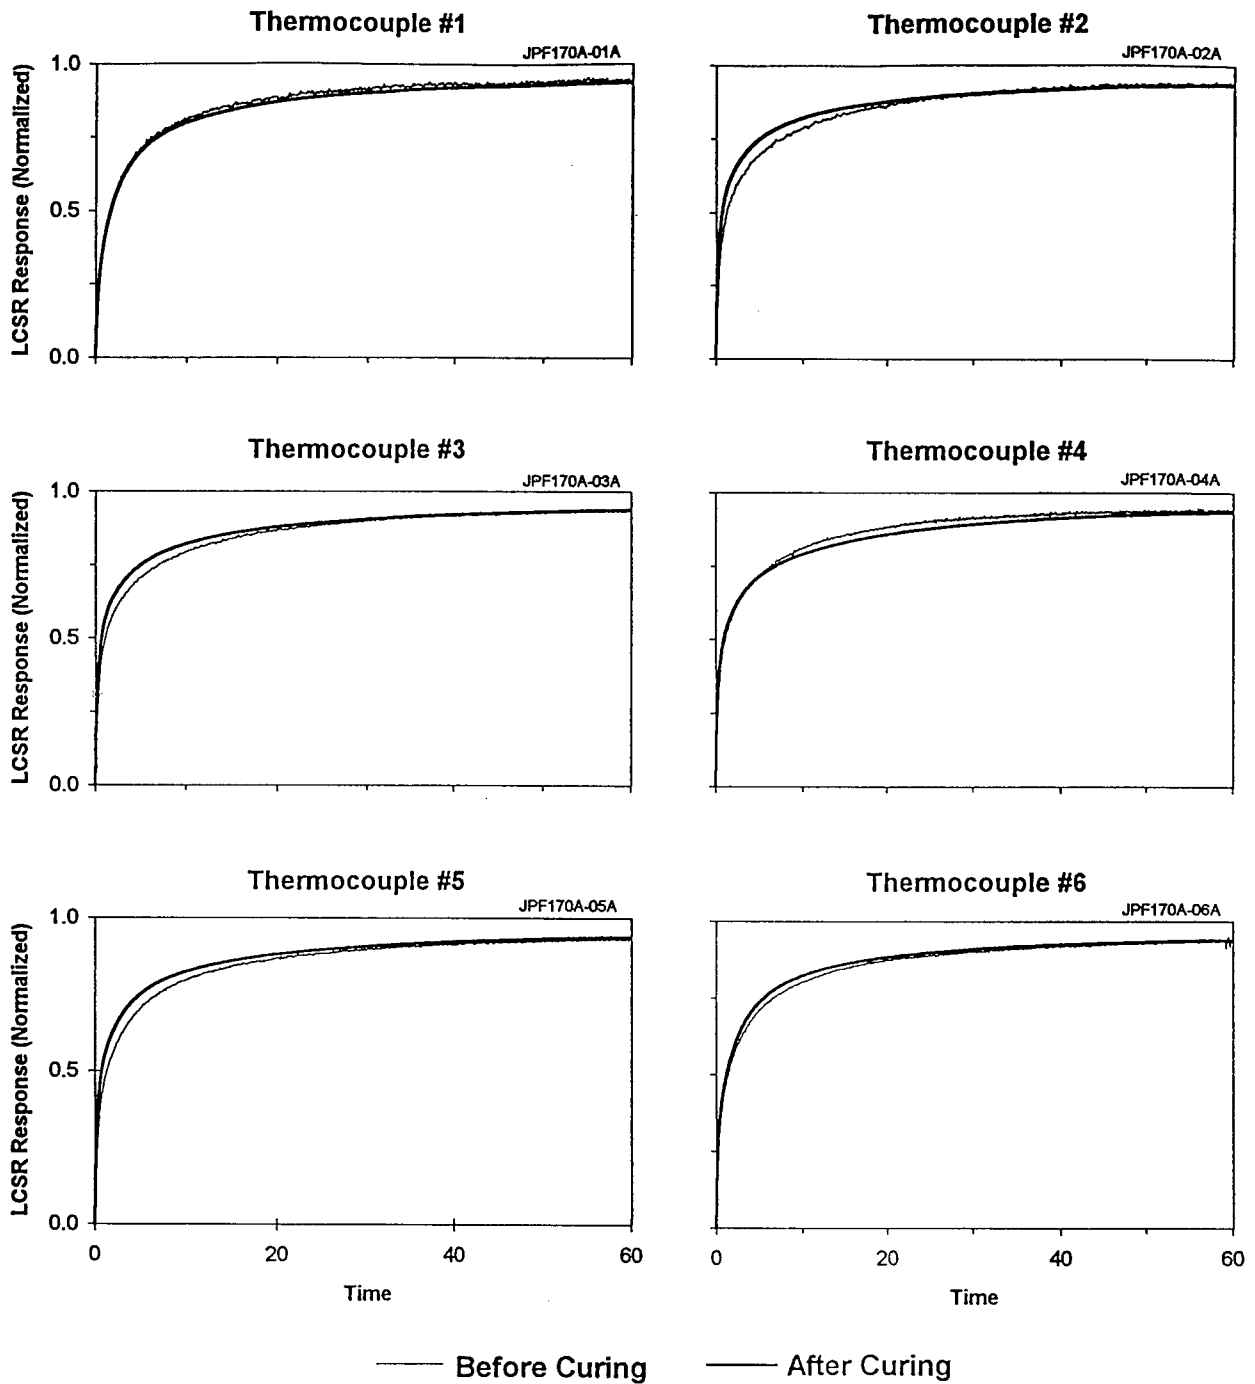 Thermocouple #1
JPF170A-01A
LCSR Response (Normalized)
1.0
0.5
0.0
Thermocouple #2
JPF170A-02A
Thermocouple #3
JPF170A-03A
LCSR Response (Normalized)
1.0
0.5
0.0
Thermocouple #4
JPF170A-04A
Thermocouple #5
JPF170A-05A
LCSR Response (Normalized)
1.0
0.5
0.0
0 20 40 60
Time
Thermocouple #6
JPF170A-06A
0 20 40 60
Time
Before Curing
After Curing